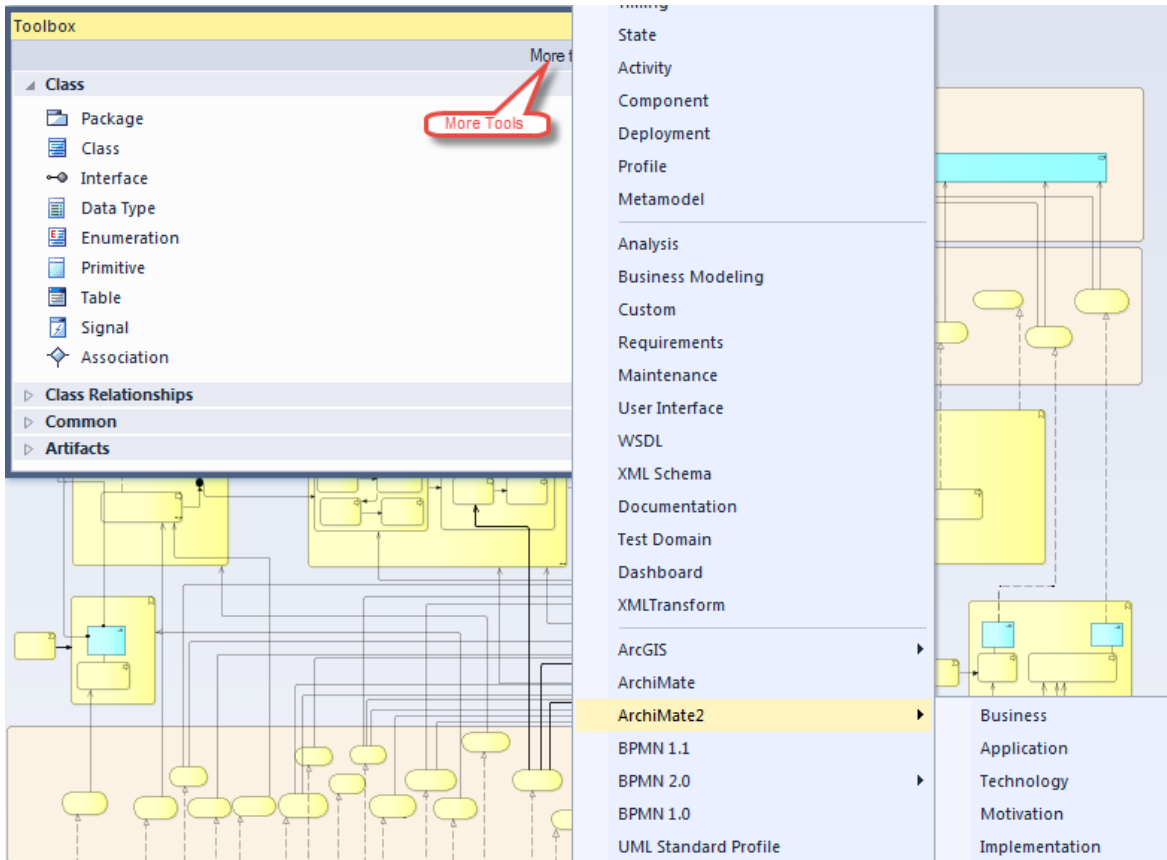 Toolbox
More t
Class
Package
Class
Interface
Data Type
Enumeration
Primitive
Table
Signal
Association
Class Relationships
Common
Artifacts
More Tools
State
Activity
Component
Deployment
Profile
Metamodel
Analysis
Business Modeling
Custom
Requirements
Maintenance
User Interface
WSDL
XML Schema
Documentation
Test Domain
Dashboard
XMLTransform
ArcGIS
ArchiMate
ArchiMate2
BPMN 1.1
BPMN 2.0
BPMN 1.0
UML Standard Profile
Business
Application
Technology
Motivation
Implementation